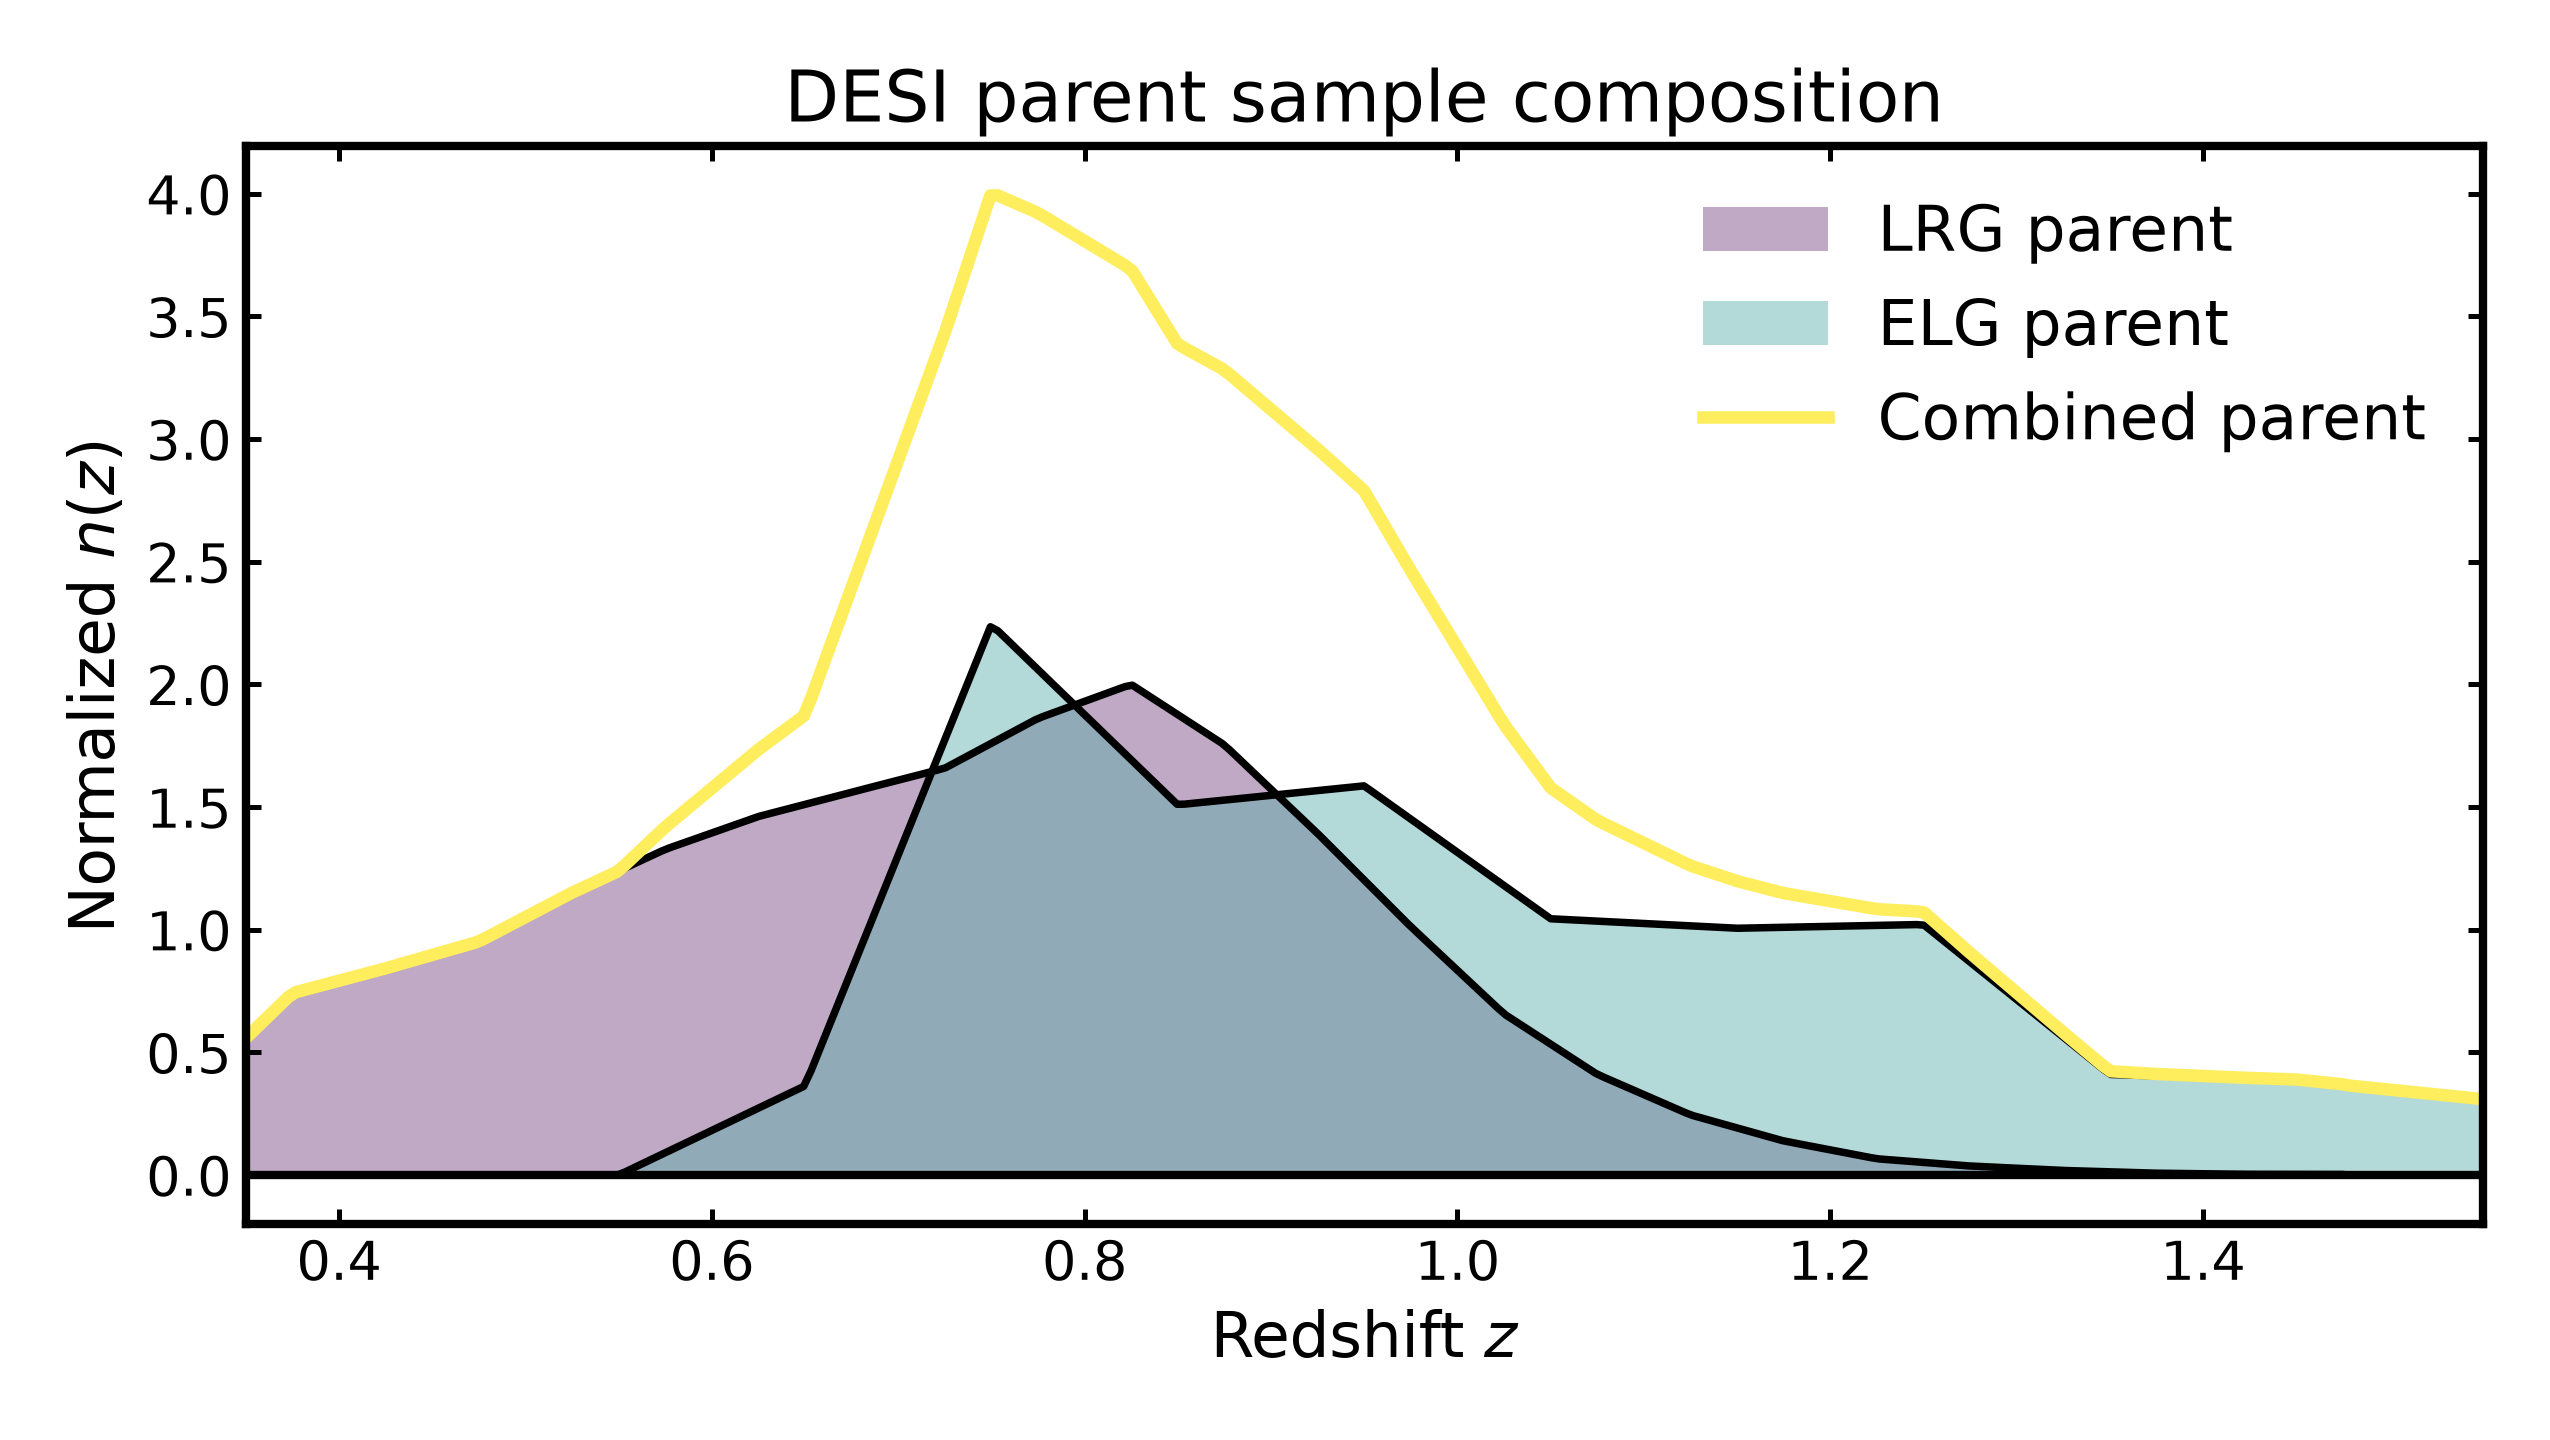 DESI parent sample composition
LRG parent
ELG parent
Combined parent
Normalized n(z)
4.0
3.5
3.0
2.5
2.0
1.5
1.0
0.5
0.0
0.4 0.6 0.8 1.0 1.2 1.4
Redshift z